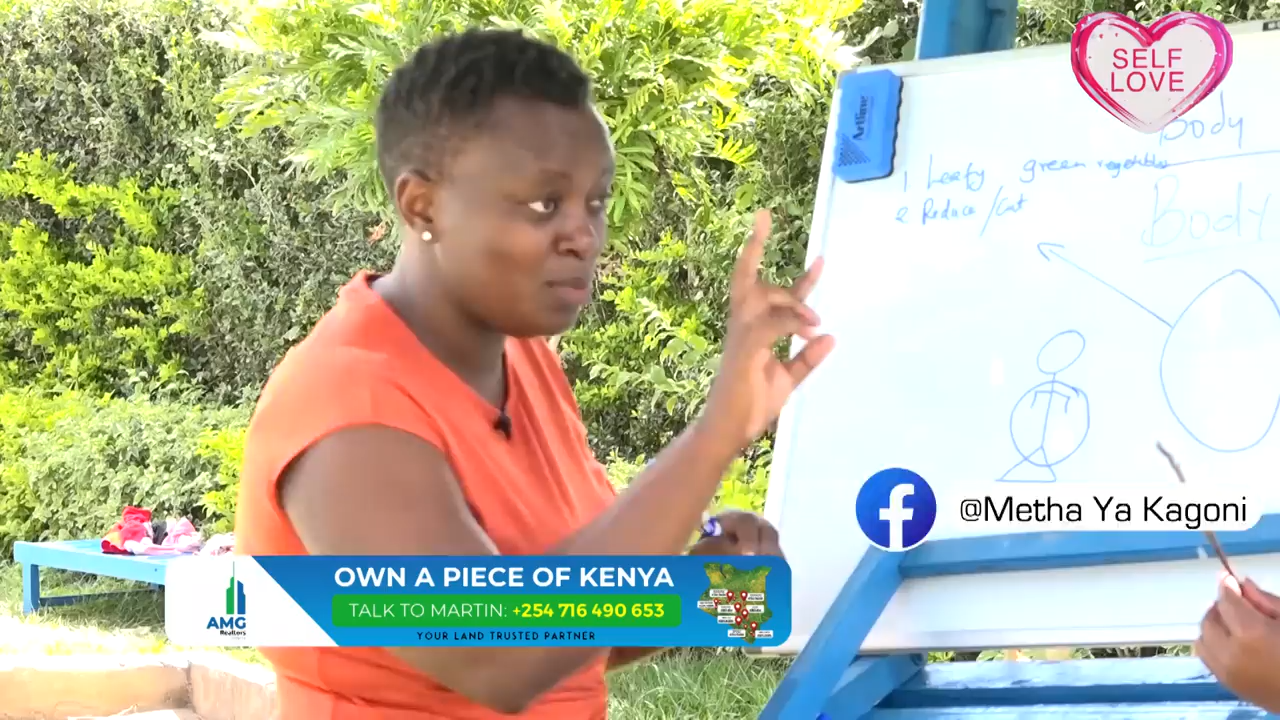 SELF
LOVE
Artline
Body
1 Leafy green vegetables
2 Reduce /Cut
Body
@Metha Ya Kagoni
OWN A PIECE OF KENYA
TALK TO MARTIN: +254 716 490 653
YOUR LAND TRUSTED PARTNER
AMG
Realtors